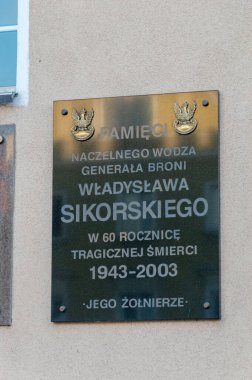 PAMIĘCI
NACZELNEGO WODZA
GENERAŁA BRONI
WŁADYSŁAWA
SIKORSKIEGO
W 60 ROCZNICĘ
TRAGICZNEJ ŚMIERCI
1943-2003
·JEGO ŻOŁNIERZE·